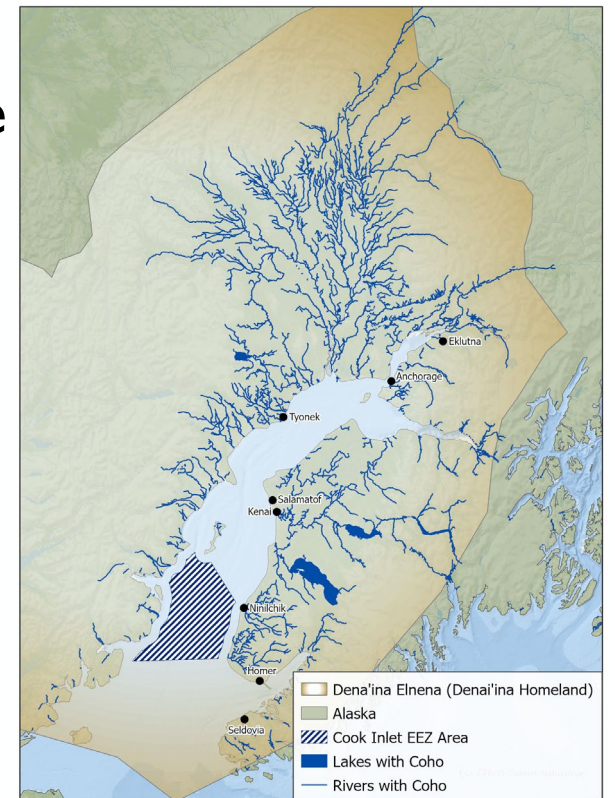 e
Eklutna
Anchorage
Tyonek
Salamatof
Kenai
Ninilchik
Homer
Seldovia
Dena'ina Elnena (Denai'ina Homeland)
Alaska
Cook Inlet EEZ Area
Lakes with Coho
Rivers with Coho